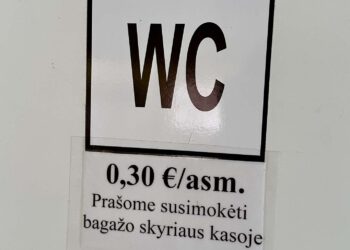 WC
0,30 €/asm.
Prašome susimokėti
bagažo skyriaus kasoje